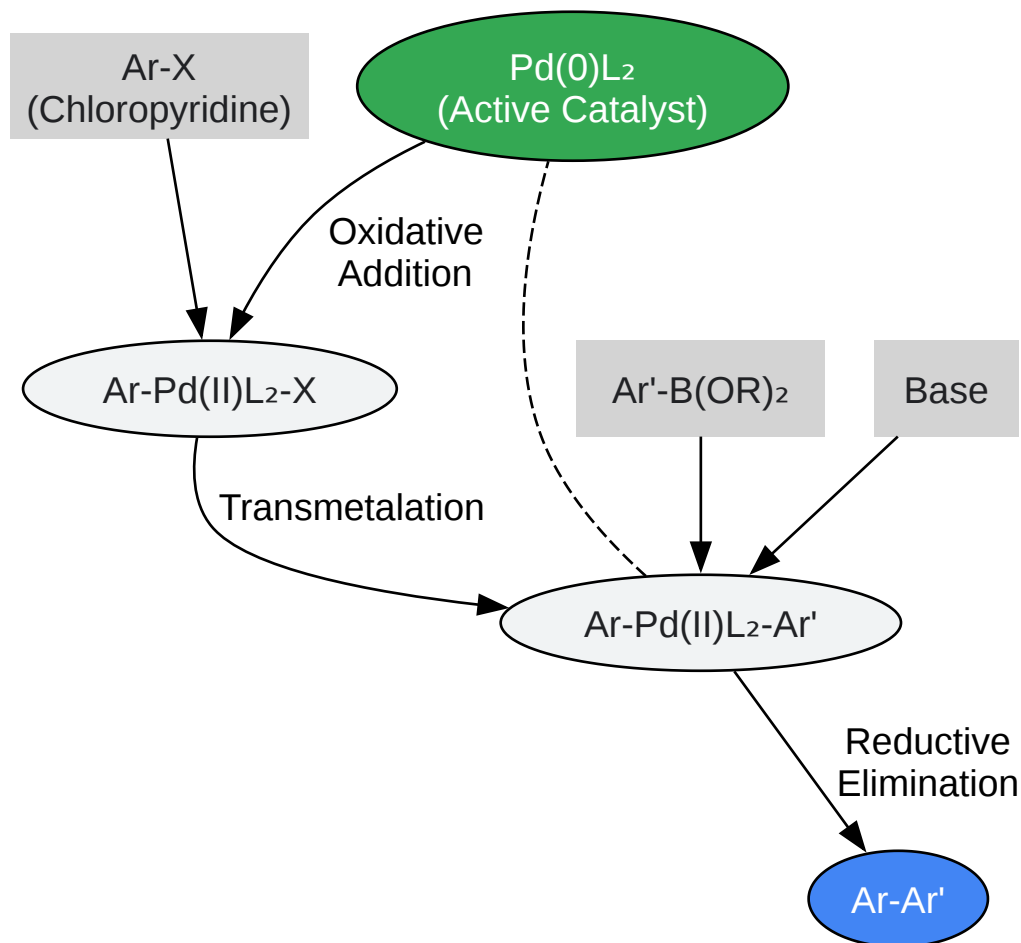 Ar-X
(Chloropyridine)
Pd(0)L₂
(Active Catalyst)
Oxidative
Addition
Ar-Pd(II)L₂-X
Ar'-B(OR)₂
Base
Transmetalation
Ar-Pd(II)L₂-Ar'
Reductive
Elimination
Ar-Ar'